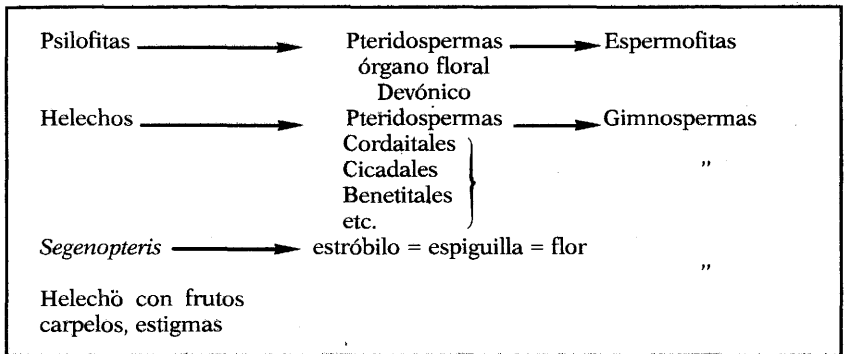 Psilofitas Pteridospermas Espermofitas
órgano floral
Devónico
Helechos Pteridospermas Gimnospermas
Cordaitales
Cicadales "
Benetitales
etc.
Segenopteris estróbilo = espiguilla = flor
"
Helecho con frutos
carpelos, estigmas